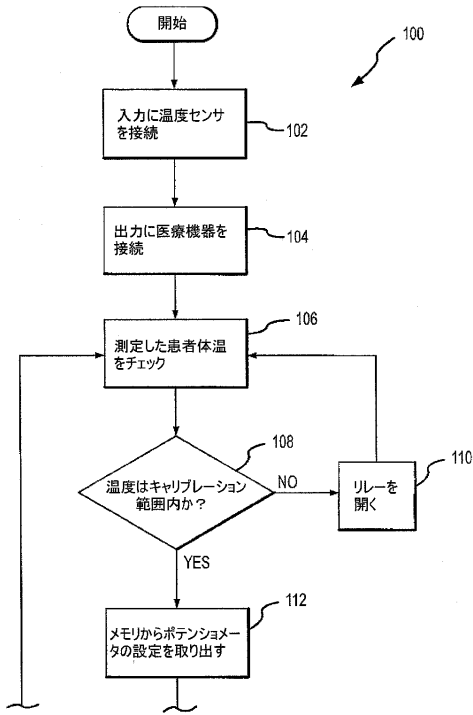 開始
100
入力に温度センサ
を接続
102
出力に医療機器を
接続
104
測定した患者体温
をチェック
106
温度はキャリブレーション
範囲内か?
108
NO
リレーを
開く
110
YES
メモリからポテンショメー
タの設定を取り出す
112